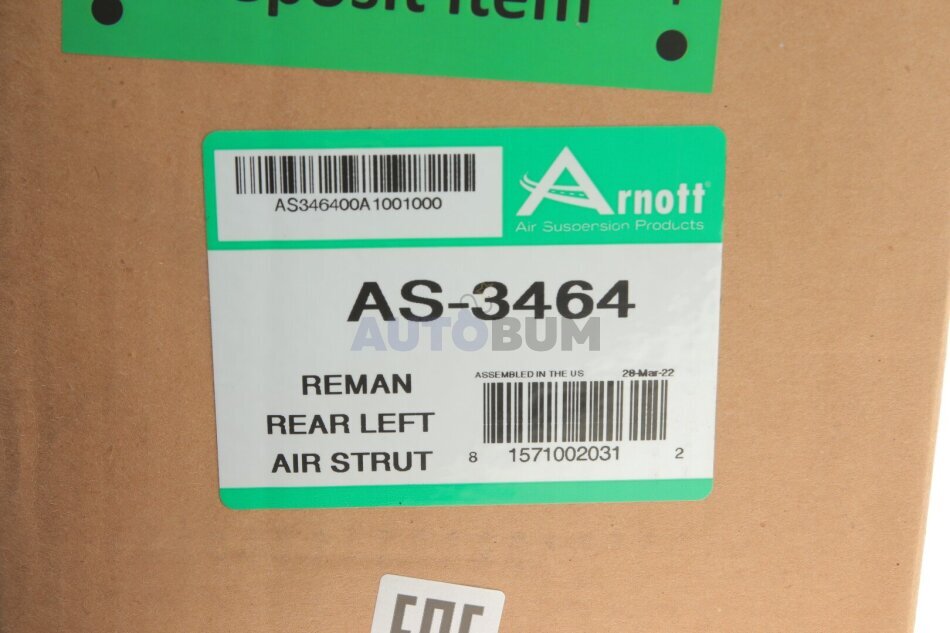 eposit Item
AS346400A1001000
Arnott®
Air Suspension Products
AS-3464
AUTOBUM
REMAN
REAR LEFT
AIR STRUT
ASSEMBLED IN THE US 28-Mar-22
8 1571002031 2
EAC